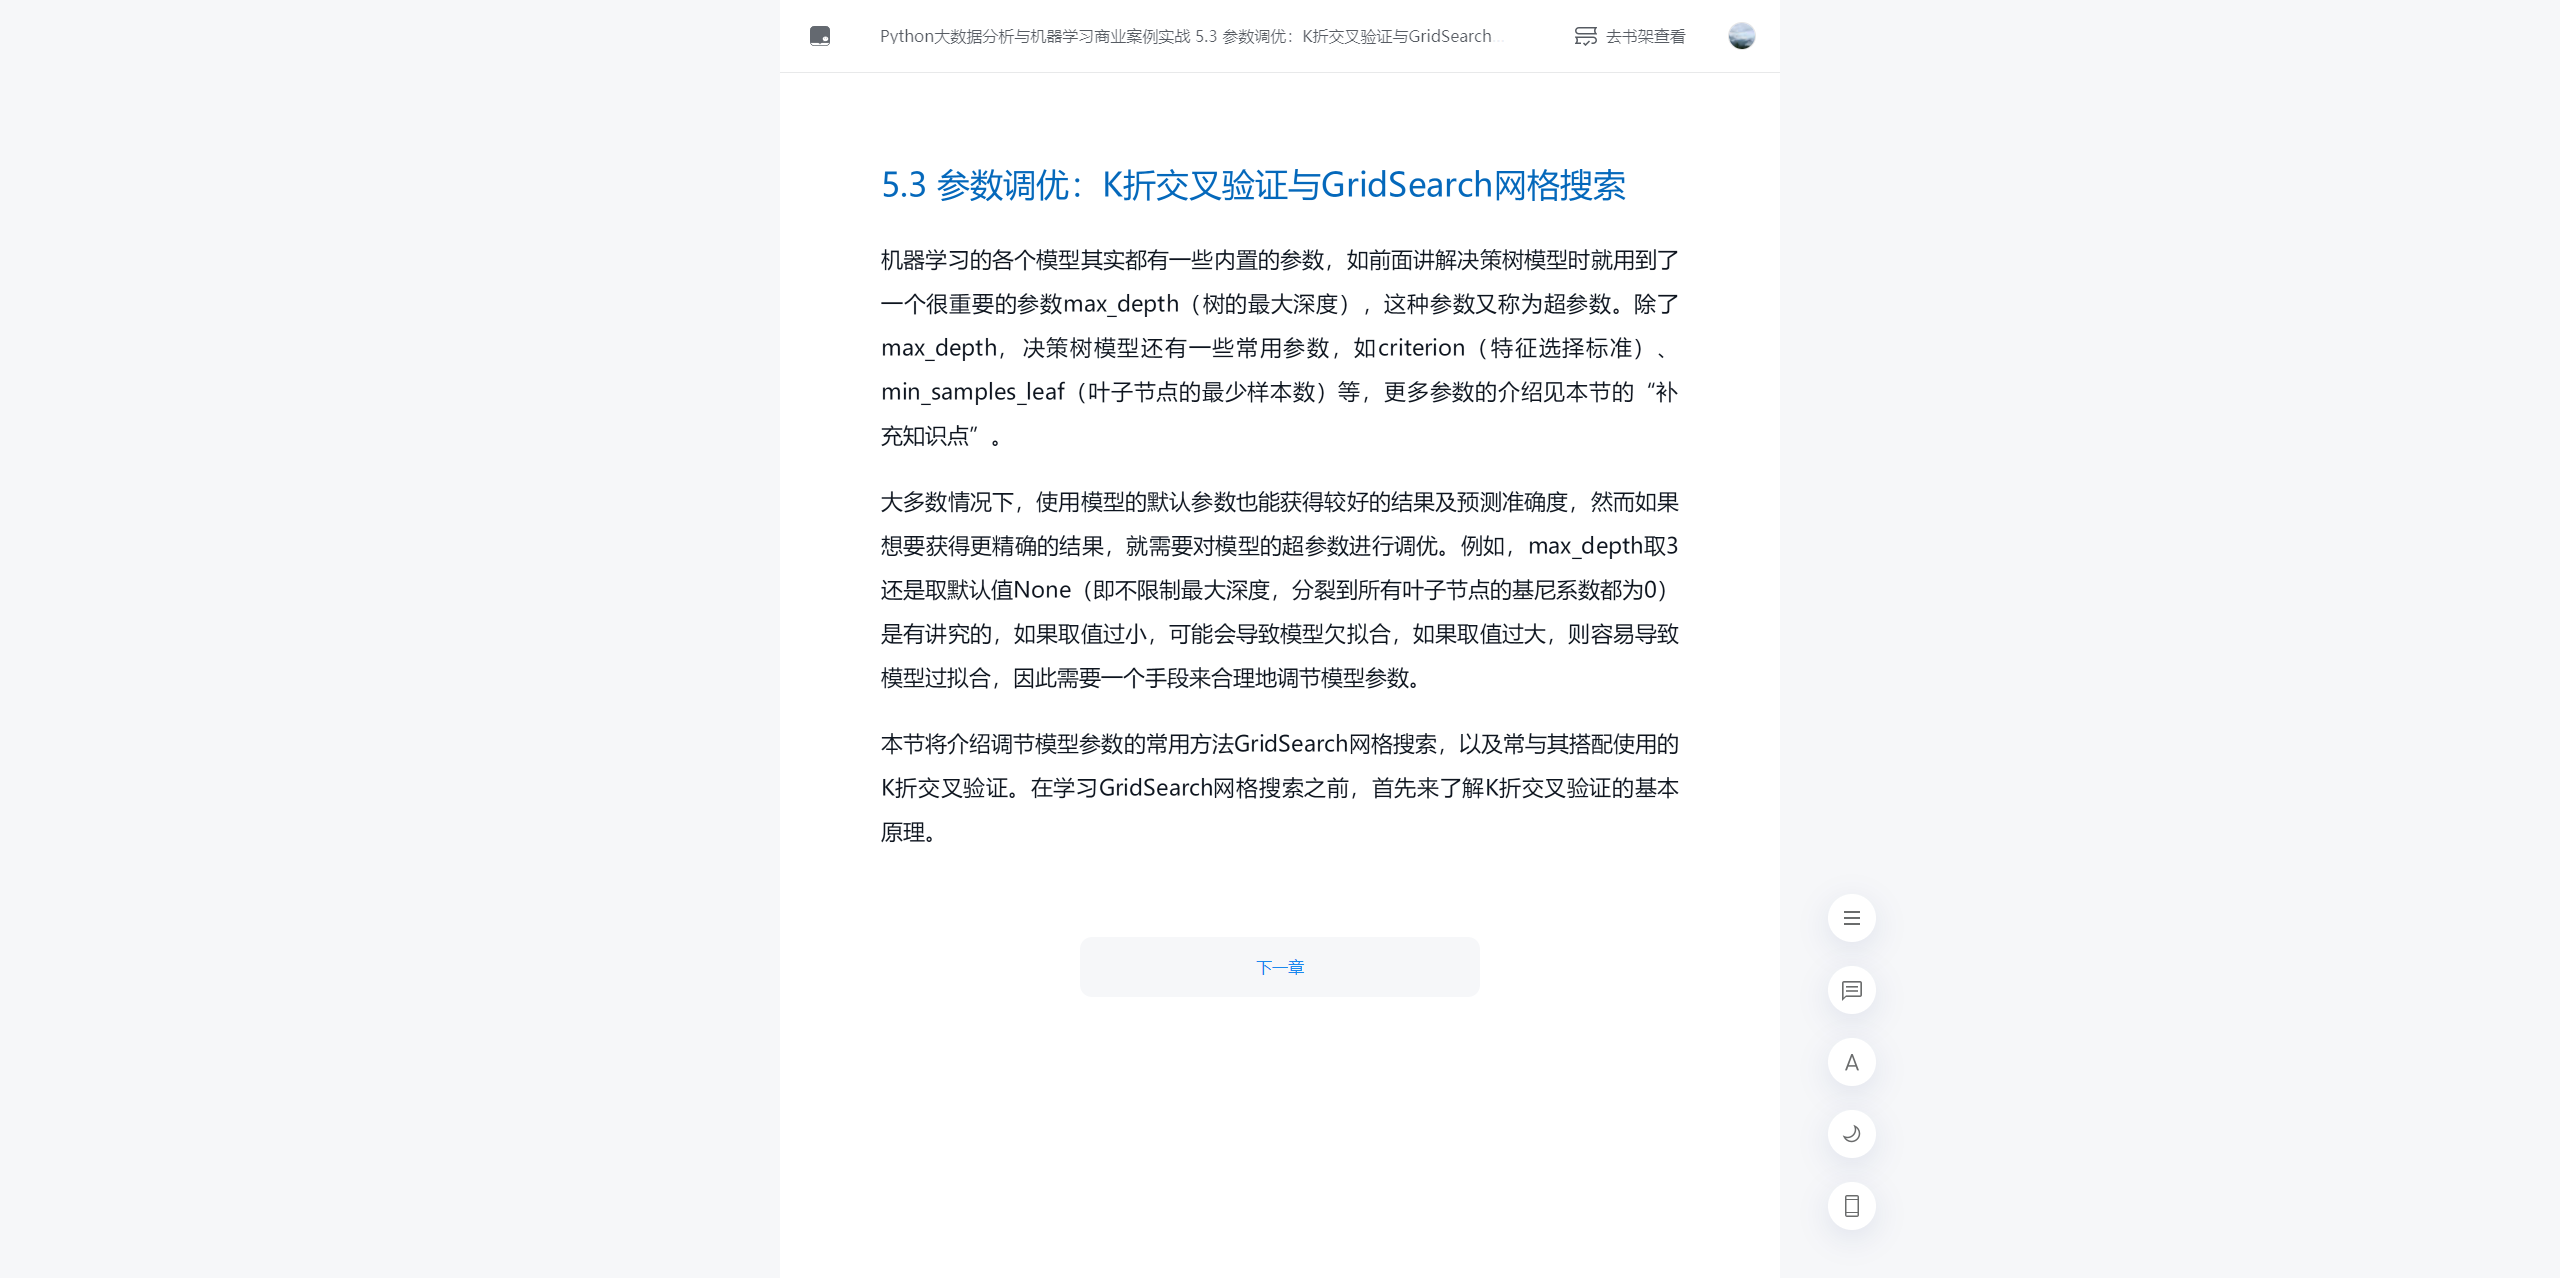 Python大数据分析与机器学习商业案例实战 5.3 参数调优：K折交叉验证与GridSearch...
去书架查看
5.3 参数调优：K折交叉验证与GridSearch网格搜索
机器学习的各个模型其实都有一些内置的参数，如前面讲解决策树模型时就用到了
一个很重要的参数max_depth（树的最大深度），这种参数又称为超参数。除了
max_depth，决策树模型还有一些常用参数，如criterion（特征选择标准）、
min_samples_leaf（叶子节点的最少样本数）等，更多参数的介绍见本节的“补
充知识点”。
大多数情况下，使用模型的默认参数也能获得较好的结果及预测准确度，然而如果
想要获得更精确的结果，就需要对模型的超参数进行调优。例如，max_depth取3
还是取默认值None（即不限制最大深度，分裂到所有叶子节点的基尼系数都为0）
是有讲究的，如果取值过小，可能会导致模型欠拟合，如果取值过大，则容易导致
模型过拟合，因此需要一个手段来合理地调节模型参数。
本节将介绍调节模型参数的常用方法GridSearch网格搜索，以及常与其搭配使用的
K折交叉验证。在学习GridSearch网格搜索之前，首先来了解K折交叉验证的基本
原理。
下一章
A